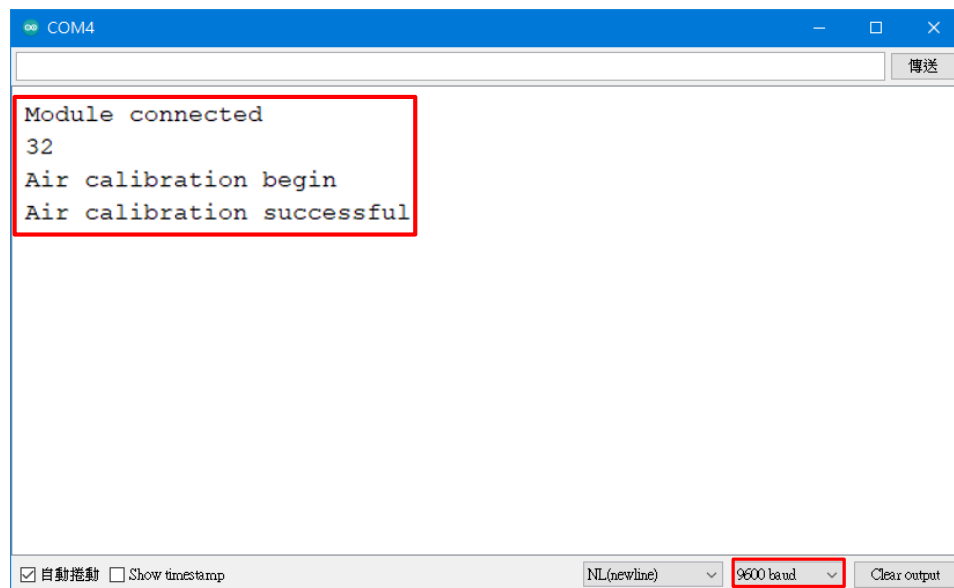 COM4
傳送
Module connected
32
Air calibration begin
Air calibration successful
自動捲動 Show timestamp NL(newline) 9600 baud Clear output